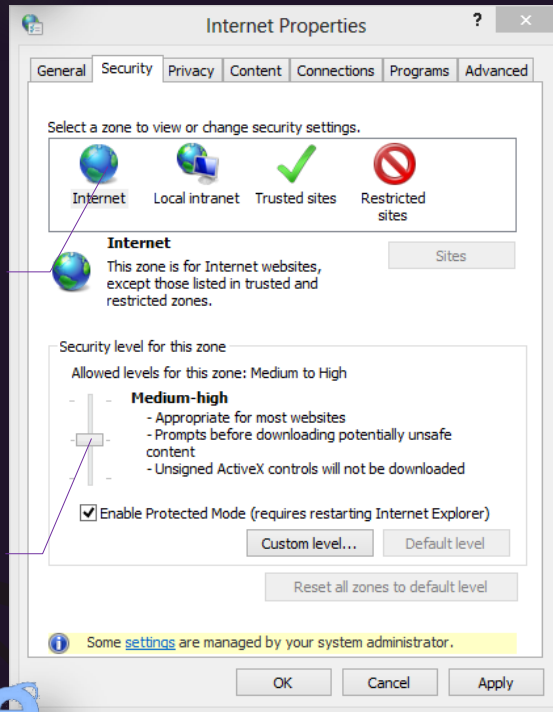 Internet Properties
?
×
General Security Privacy Content Connections Programs Advanced
Select a zone to view or change security settings.
Internet Local intranet Trusted sites Restricted
sites
Internet
Sites
This zone is for Internet websites,
except those listed in trusted and
restricted zones.
Security level for this zone
Allowed levels for this zone: Medium to High
Medium-high
- Appropriate for most websites
- Prompts before downloading potentially unsafe
content
- Unsigned ActiveX controls will not be downloaded
Enable Protected Mode (requires restarting Internet Explorer)
Custom level... Default level
Reset all zones to default level
Some settings are managed by your system administrator.
OK Cancel Apply